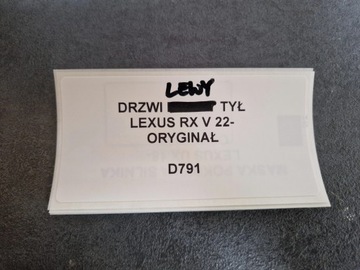 LEWY
DRZWI TYŁ
LEXUS RX V 22-
ORYGINAŁ
D791